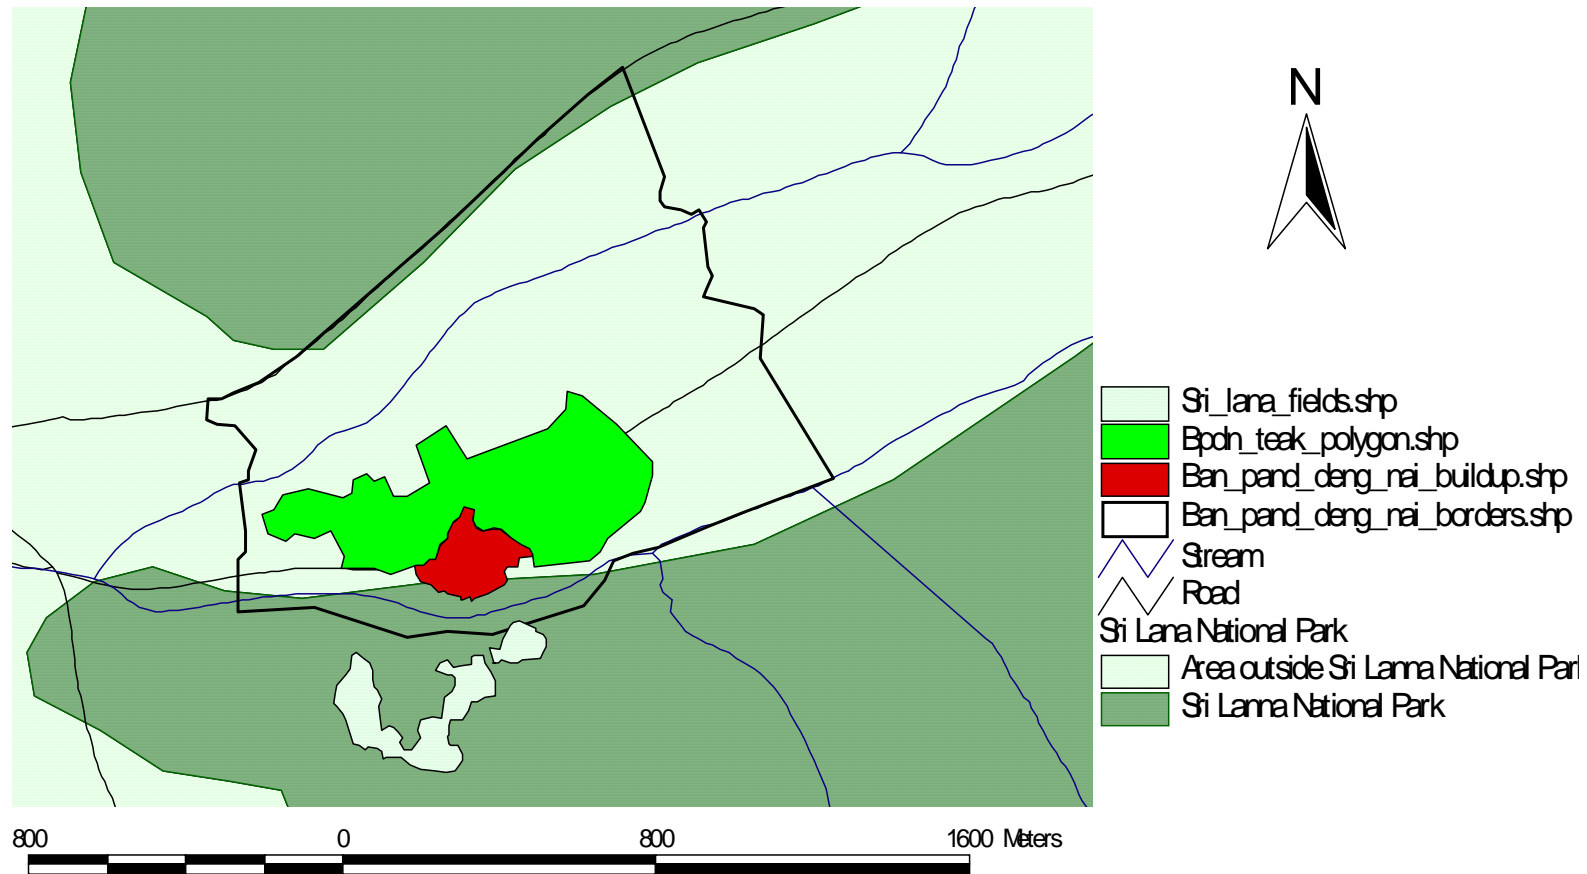 N
Sri_lana_fields.shp
Bpdn_teak_polygon.shp
Ban_pand_deng_nai_buildup.shp
Ban_pand_deng_nai_borders.shp
Stream
Road
Sri Lana National Park
Area outside Sri Lanna National Park
Sri Lanna National Park
800 0 800 1600 Meters